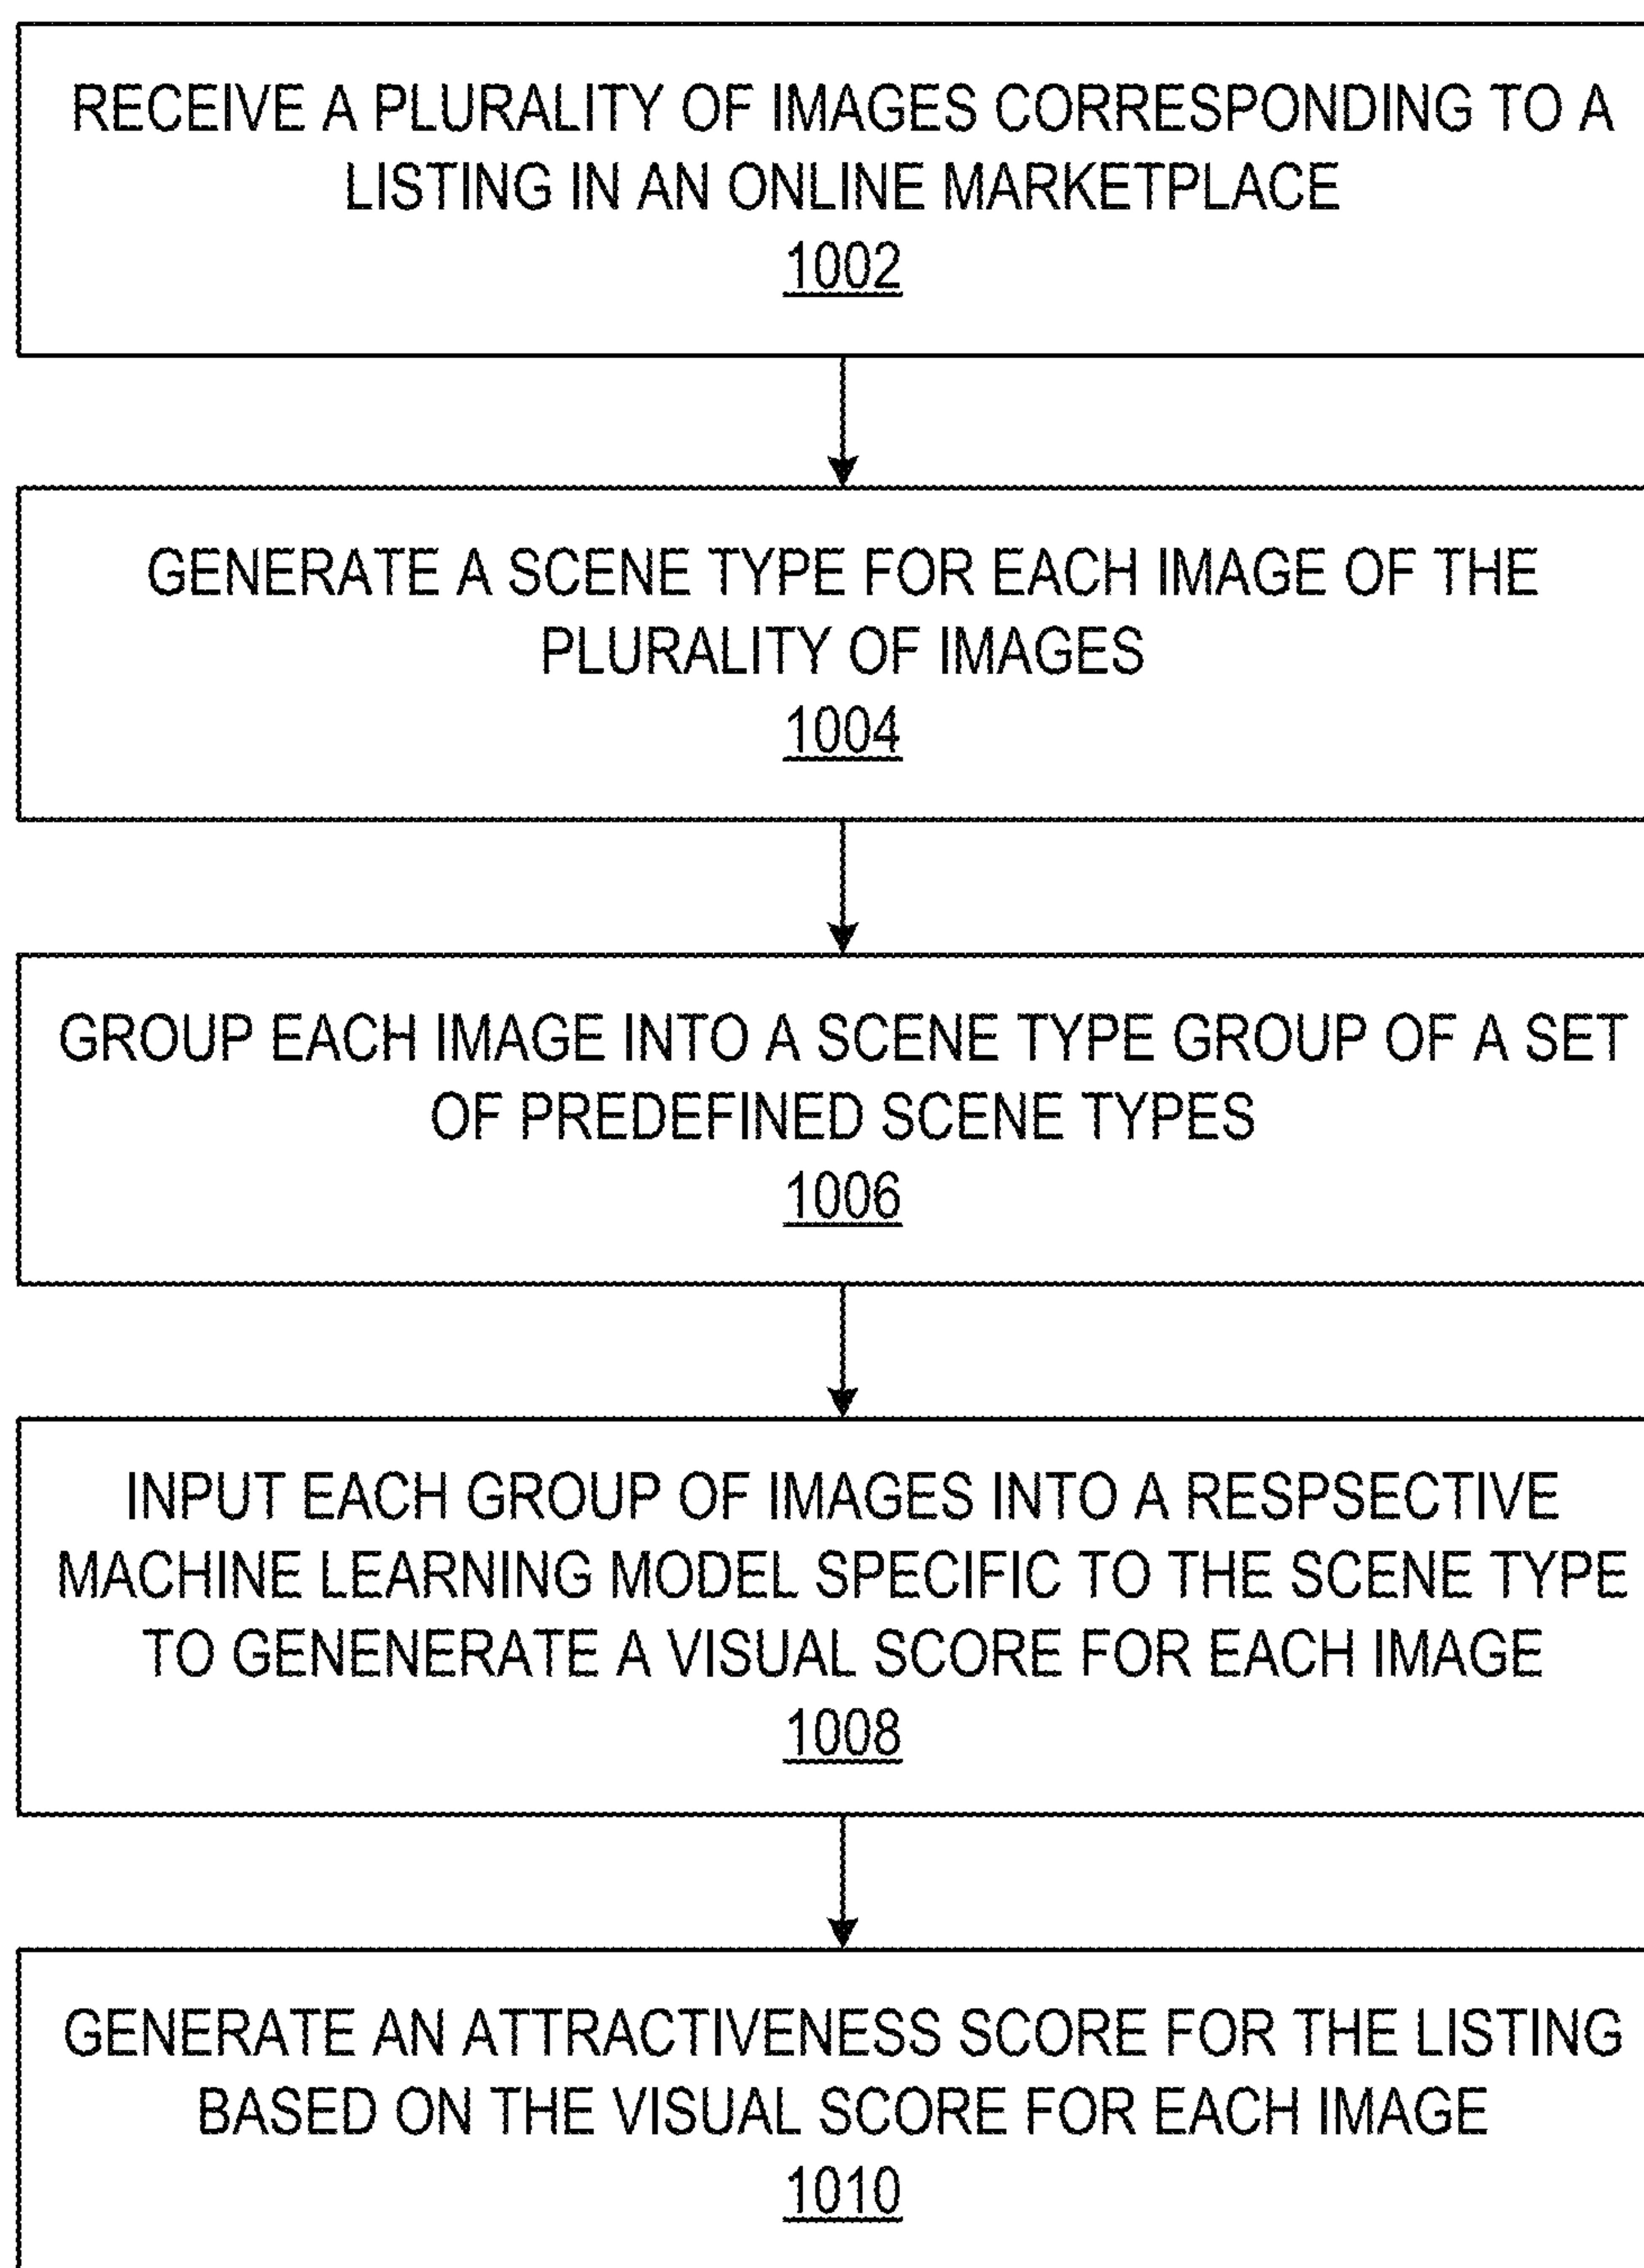 RECEIVE A PLURALITY OF IMAGES CORRESPONDING TO A
LISTING IN AN ONLINE MARKETPLACE
1002
GENERATE A SCENE TYPE FOR EACH IMAGE OF THE
PLURALITY OF IMAGES
1004
GROUP EACH IMAGE INTO A SCENE TYPE GROUP OF A SET
OF PREDEFINED SCENE TYPES
1006
INPUT EACH GROUP OF IMAGES INTO A RESPSECTIVE
MACHINE LEARNING MODEL SPECIFIC TO THE SCENE TYPE
TO GENENERATE A VISUAL SCORE FOR EACH IMAGE
1008
GENERATE AN ATTRACTIVENESS SCORE FOR THE LISTING
BASED ON THE VISUAL SCORE FOR EACH IMAGE
1010